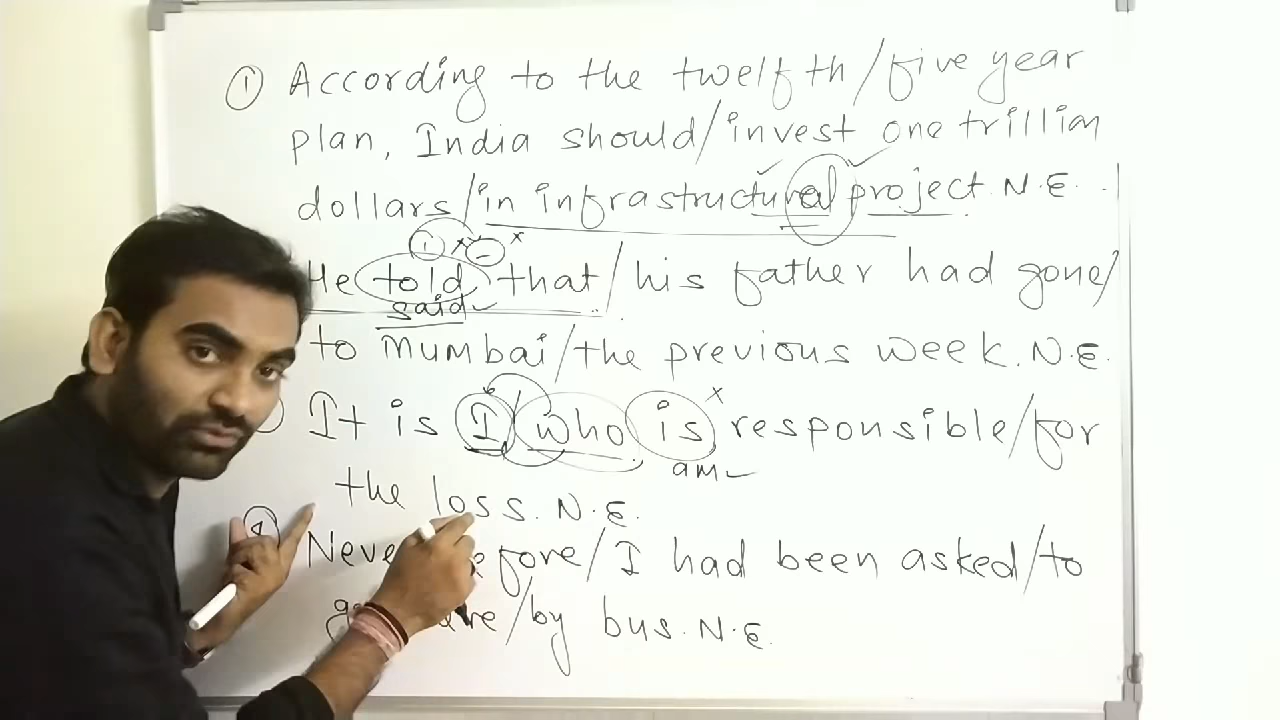 ① According to the twelfth/five year
plan, India should/invest one trillion
dollars/in infrastructural project. N.E.
He told that/his father had gone/
said
to Mumbai/the previous week. N.E.
It is I/who is responsible/for
am
the loss. N.E.
④ before/I had been asked/to
/by bus. N.E.